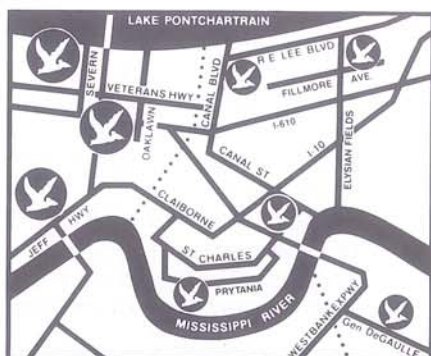 LAKE PONTCHARTRAIN
SEVERN
VETERANS HWY
OAKLAWN
CANAL BLVD
R E LEE BLVD
FILLMORE AVE.
I-610
I-10
CANAL ST
ELYSIAN FIELDS
JEFF HWY
CLAIBORNE
ST CHARLES
PRYTANIA
MISSISSIPPI RIVER
WESTBANK EXPWY
Gen DeGAULLE